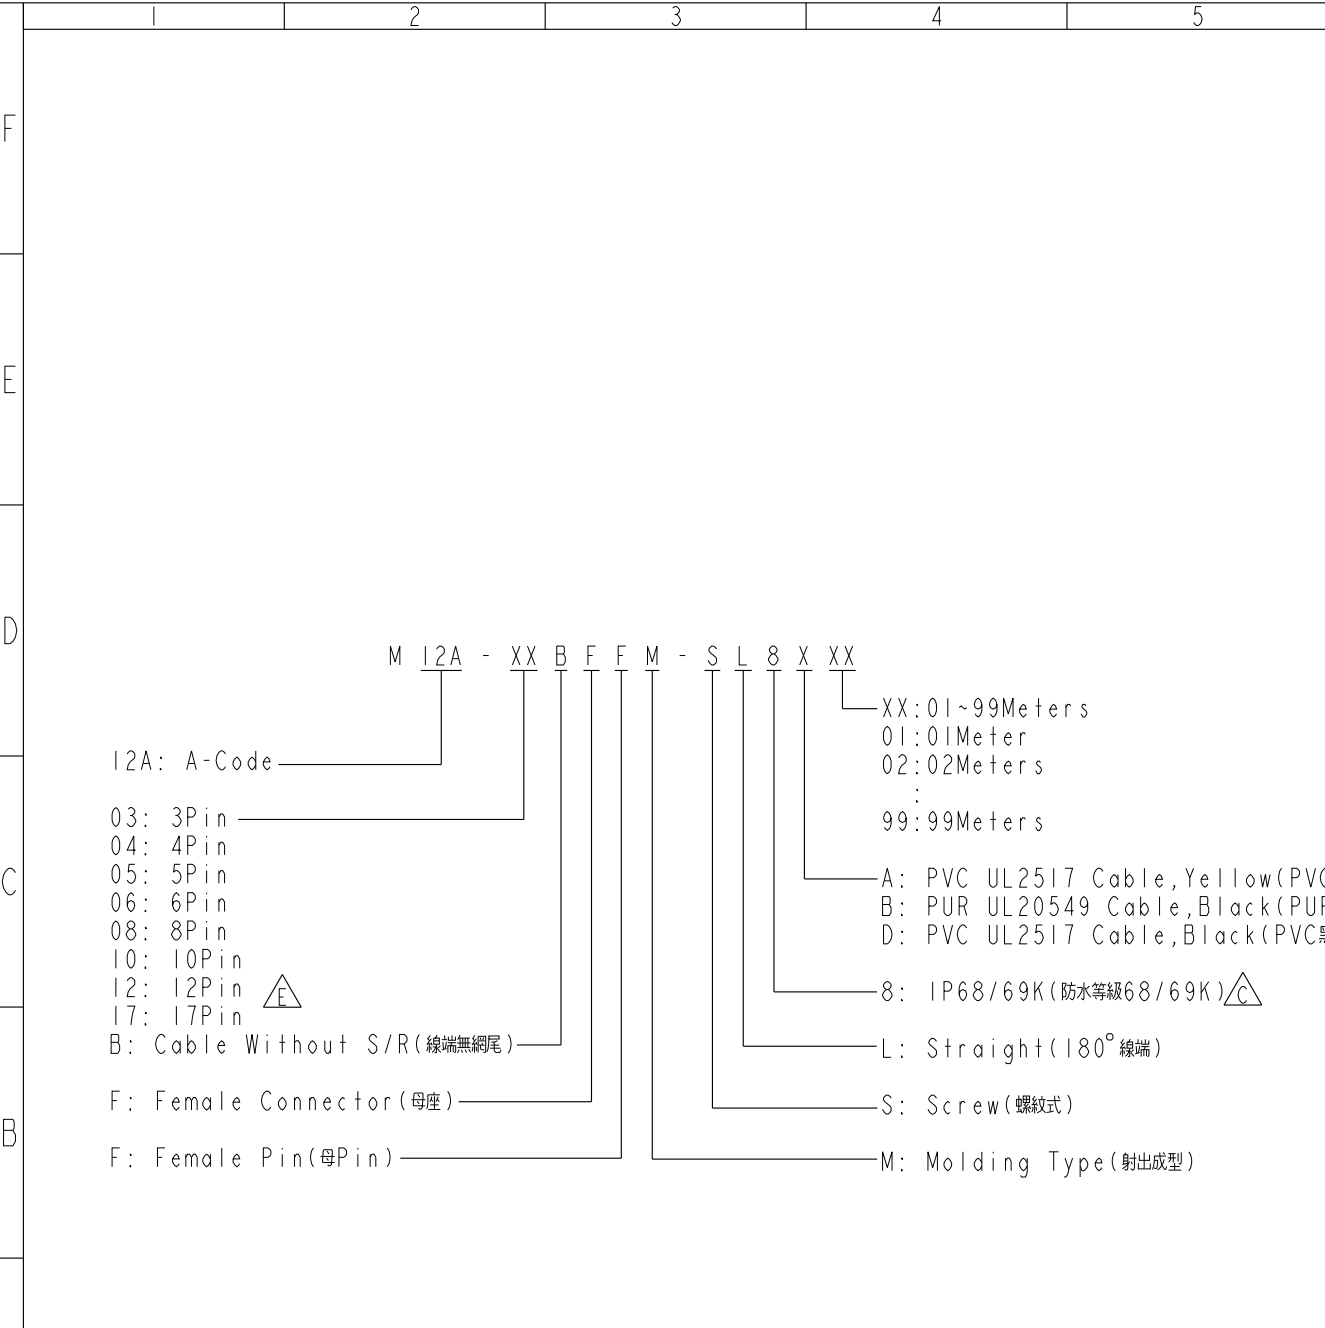 1 2 3 4 5
F
E
D
C
B
M 12A - XX B F F M - S L 8 X XX
12A: A-Code
03: 3Pin
04: 4Pin
05: 5Pin
06: 6Pin
08: 8Pin
10: 10Pin
12: 12Pin
17: 17Pin
E
B: Cable Without S/R(線端無網尾)
F: Female Connector(母座)
F: Female Pin(母Pin)
XX:01~99Meters
01:01Meter
02:02Meters
:
99:99Meters
A: PVC UL2517 Cable,Yellow(PVC
B: PUR UL20549 Cable,Black(PUR
D: PVC UL2517 Cable,Black(PVC
8: IP68/69K(防水等級68/69K)
C
L: Straight(180°線端)
S: Screw(螺紋式)
M: Molding Type(射出成型)